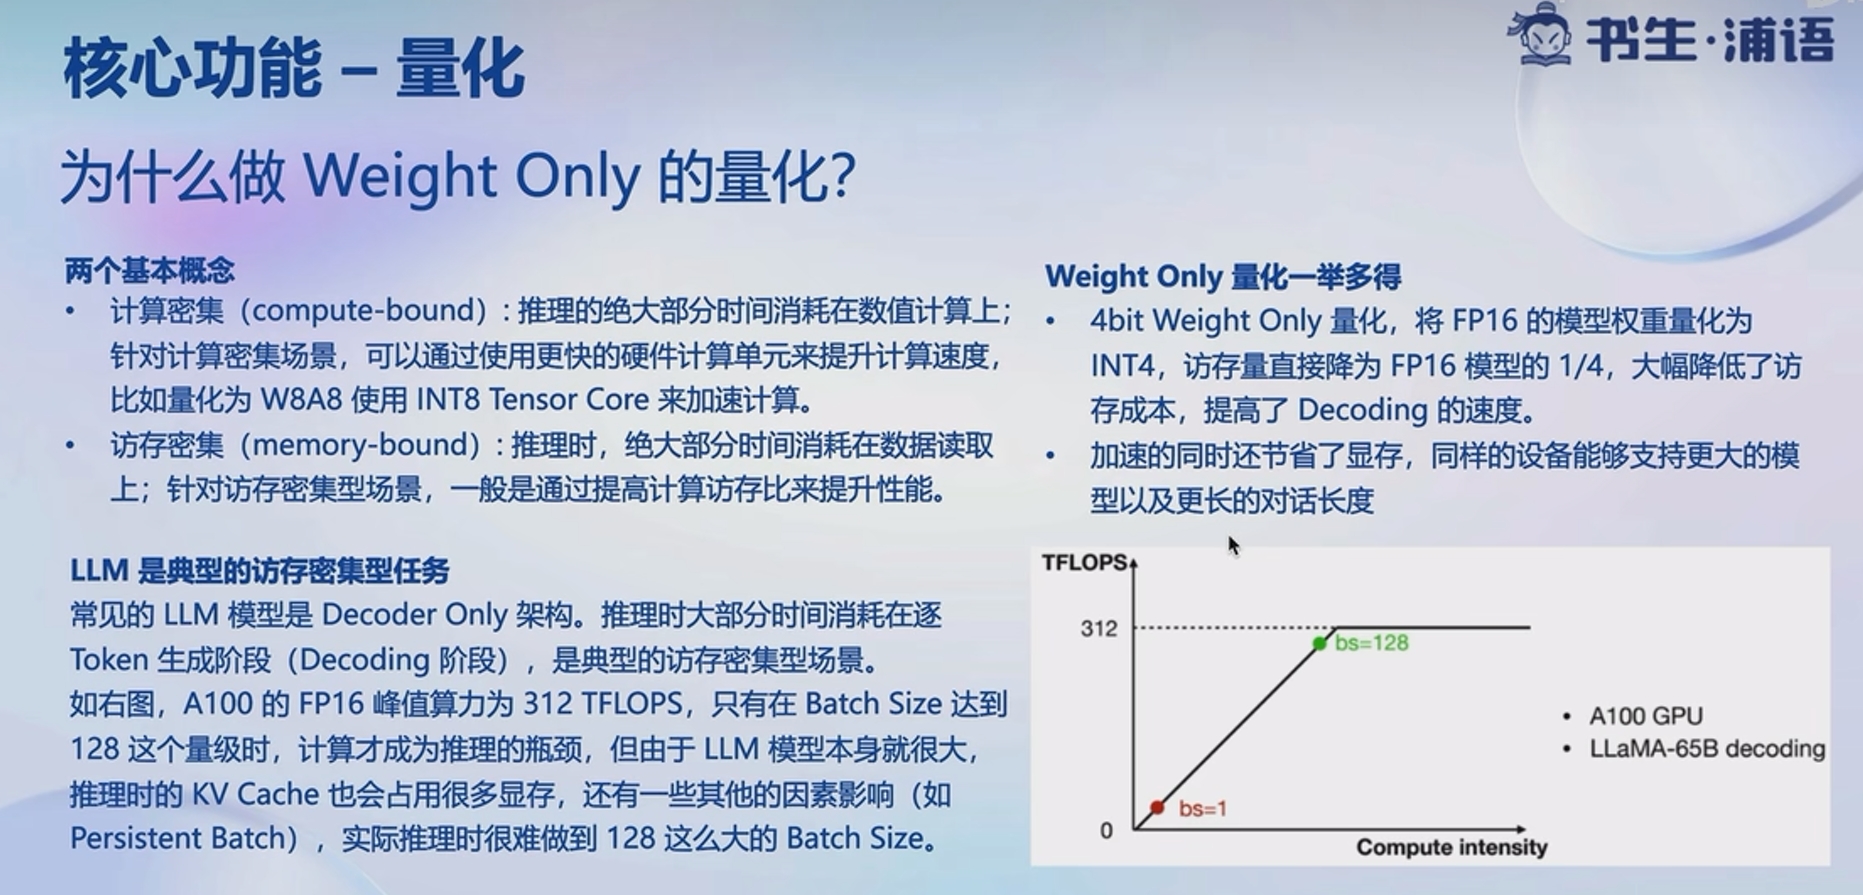 书生·浦语
核心功能 – 量化
为什么做 Weight Only 的量化?
两个基本概念
• 计算密集（compute-bound）: 推理的绝大部分时间消耗在数值计算上;
针对计算密集场景，可以通过使用更快的硬件计算单元来提升计算速度，
比如量化为 W8A8 使用 INT8 Tensor Core 来加速计算。
• 访存密集（memory-bound）: 推理时，绝大部分时间消耗在数据读取
上；针对访存密集型场景，一般是通过提高计算访存比来提升性能。
LLM 是典型的访存密集型任务
常见的 LLM 模型是 Decoder Only 架构。推理时大部分时间消耗在逐
Token 生成阶段（Decoding 阶段），是典型的访存密集型场景。
如右图，A100 的 FP16 峰值算力为 312 TFLOPS，只有在 Batch Size 达到
128 这个量级时，计算才成为推理的瓶颈，但由于 LLM 模型本身就很大，
推理时的 KV Cache 也会占用很多显存，还有一些其他的因素影响（如
Persistent Batch），实际推理时很难做到 128 这么大的 Batch Size。
Weight Only 量化一举多得
• 4bit Weight Only 量化，将 FP16 的模型权重量化为
INT4，访存量直接降为 FP16 模型的 1/4，大幅降低了访
存成本，提高了 Decoding 的速度。
• 加速的同时还节省了显存，同样的设备能够支持更大的模
型以及更长的对话长度
TFLOPS
312
bs=128
• A100 GPU
• LLaMA-65B decoding
bs=1
0
Compute intensity